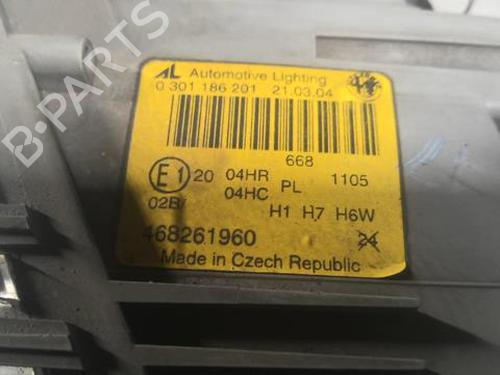 B-PARTS
AL Automotive Lighting
0 301 186 201 21.03.04
668
E1 20 04HR PL 1105
02B/ 04HC
H1 H7 H6W
468261960 24
Made in Czech Republic